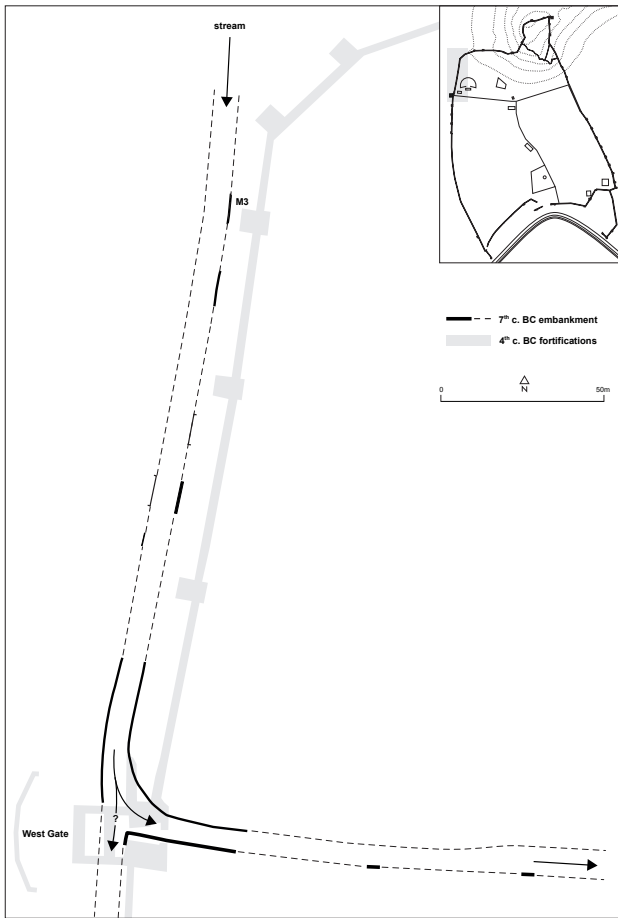 stream
M3
7th c. BC embankment
4th c. BC fortifications
0 50m
N
?
West Gate